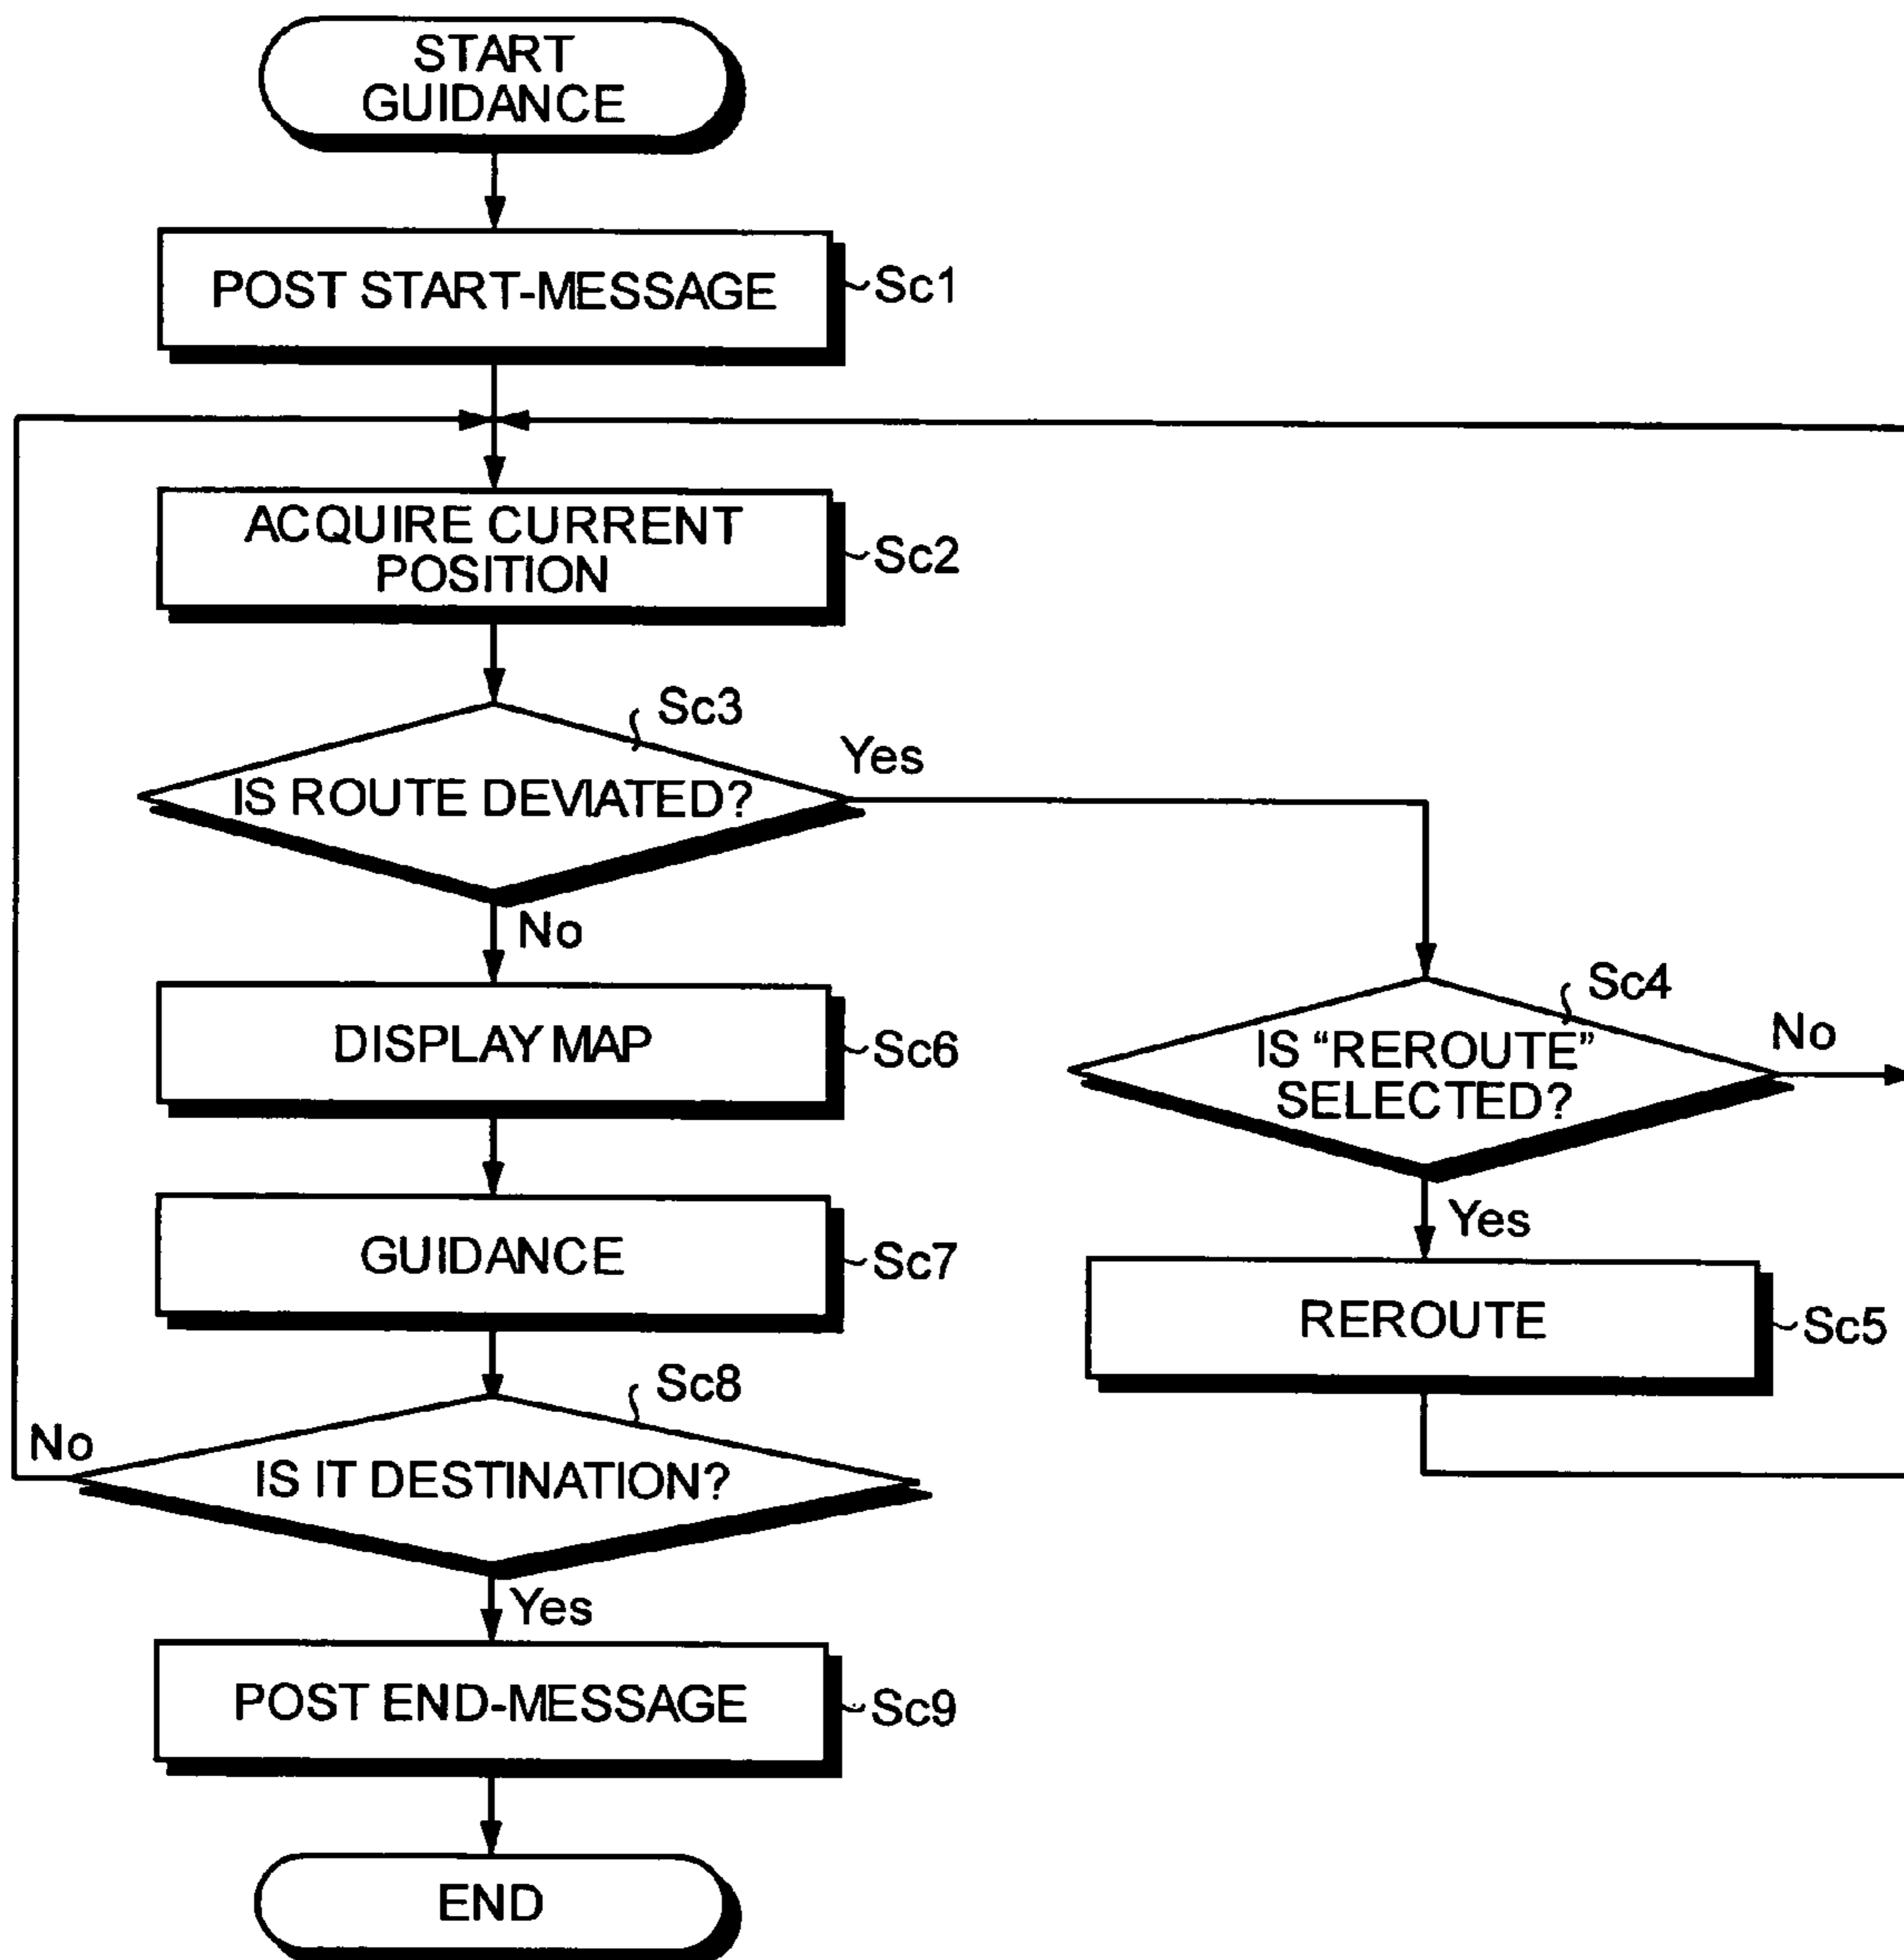 START
GUIDANCE
POST START-MESSAGE
Sc1
ACQUIRE CURRENT
POSITION
Sc2
Sc3
IS ROUTE DEVIATED?
Yes
No
Sc4
IS “REROUTE”
SELECTED?
No
Yes
REROUTE
Sc5
DISPLAY MAP
Sc6
GUIDANCE
Sc7
Sc8
IS IT DESTINATION?
No
Yes
POST END-MESSAGE
Sc9
END